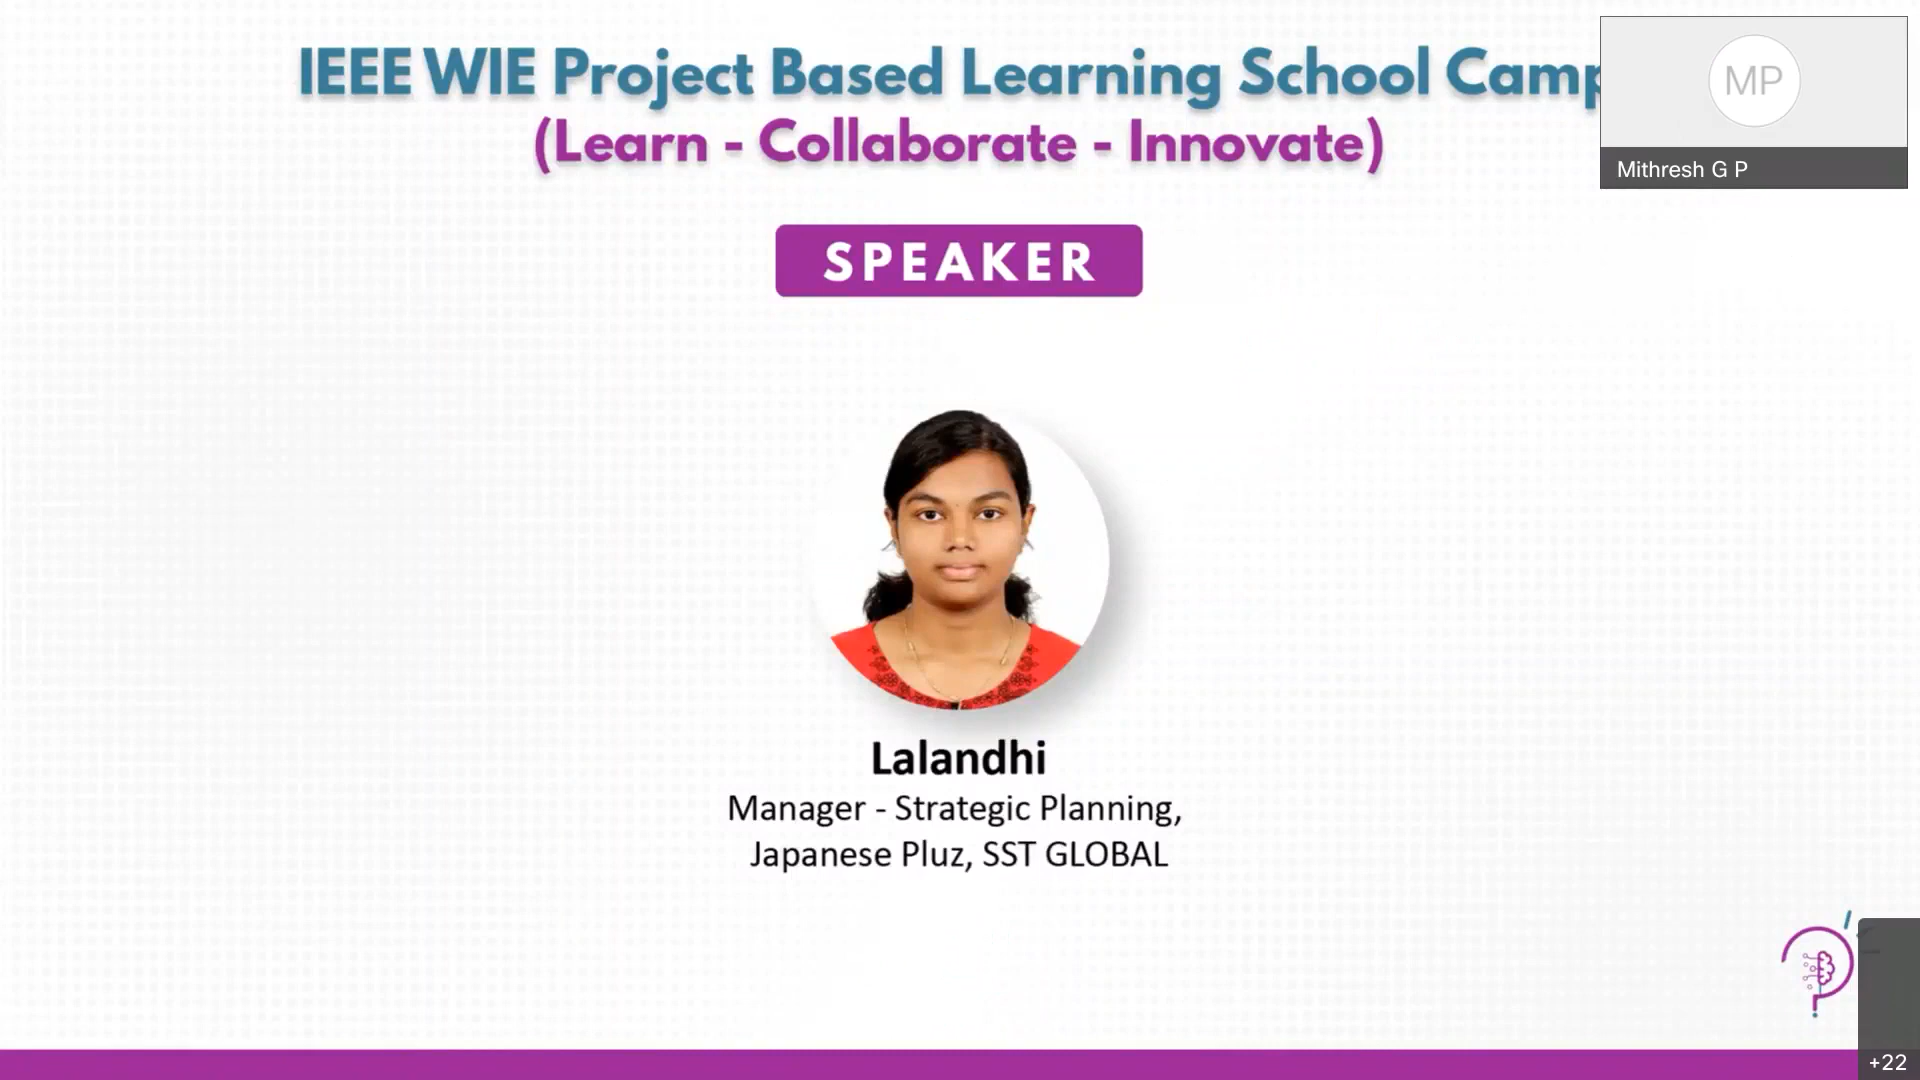 IEEE WIE Project Based Learning School Camp
(Learn - Collaborate - Innovate)
MP
Mithresh G P
SPEAKER
Lalandhi
Manager - Strategic Planning,
Japanese Pluz, SST GLOBAL
+22